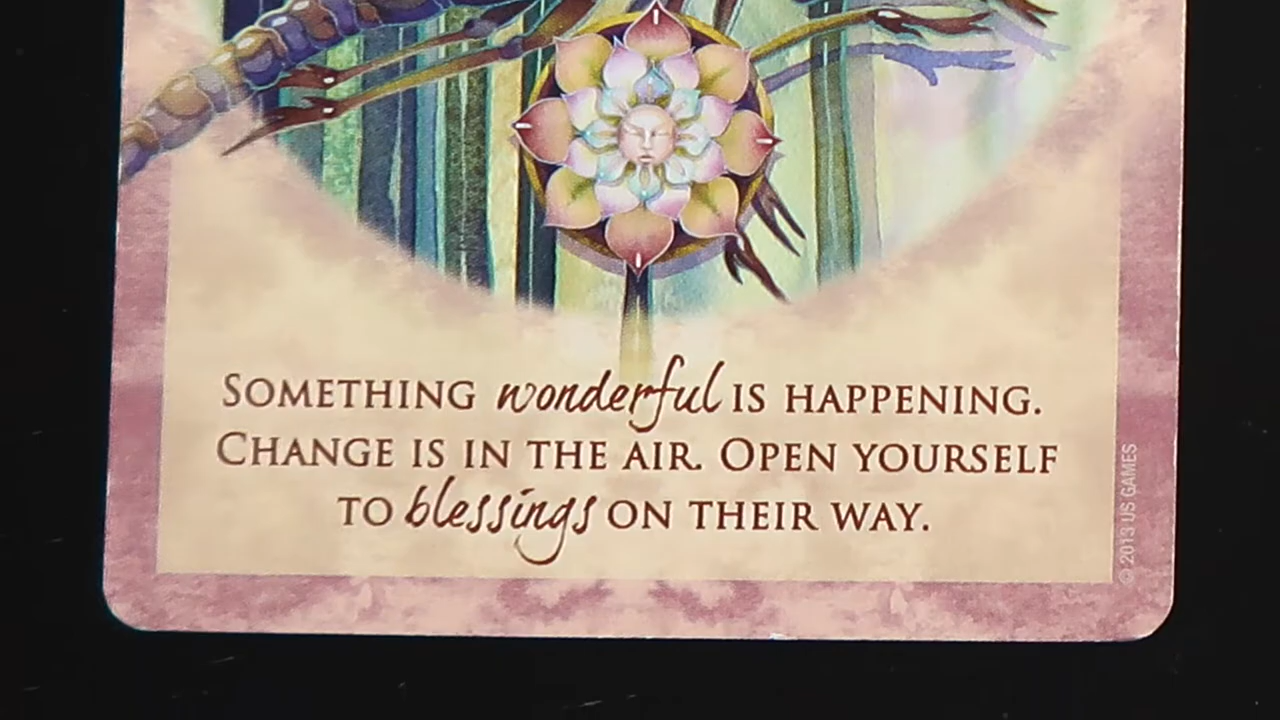 SOMETHING wonderful IS HAPPENING.
CHANGE IS IN THE AIR. OPEN YOURSELF
TO blessings ON THEIR WAY.
© 2013 US GAMES